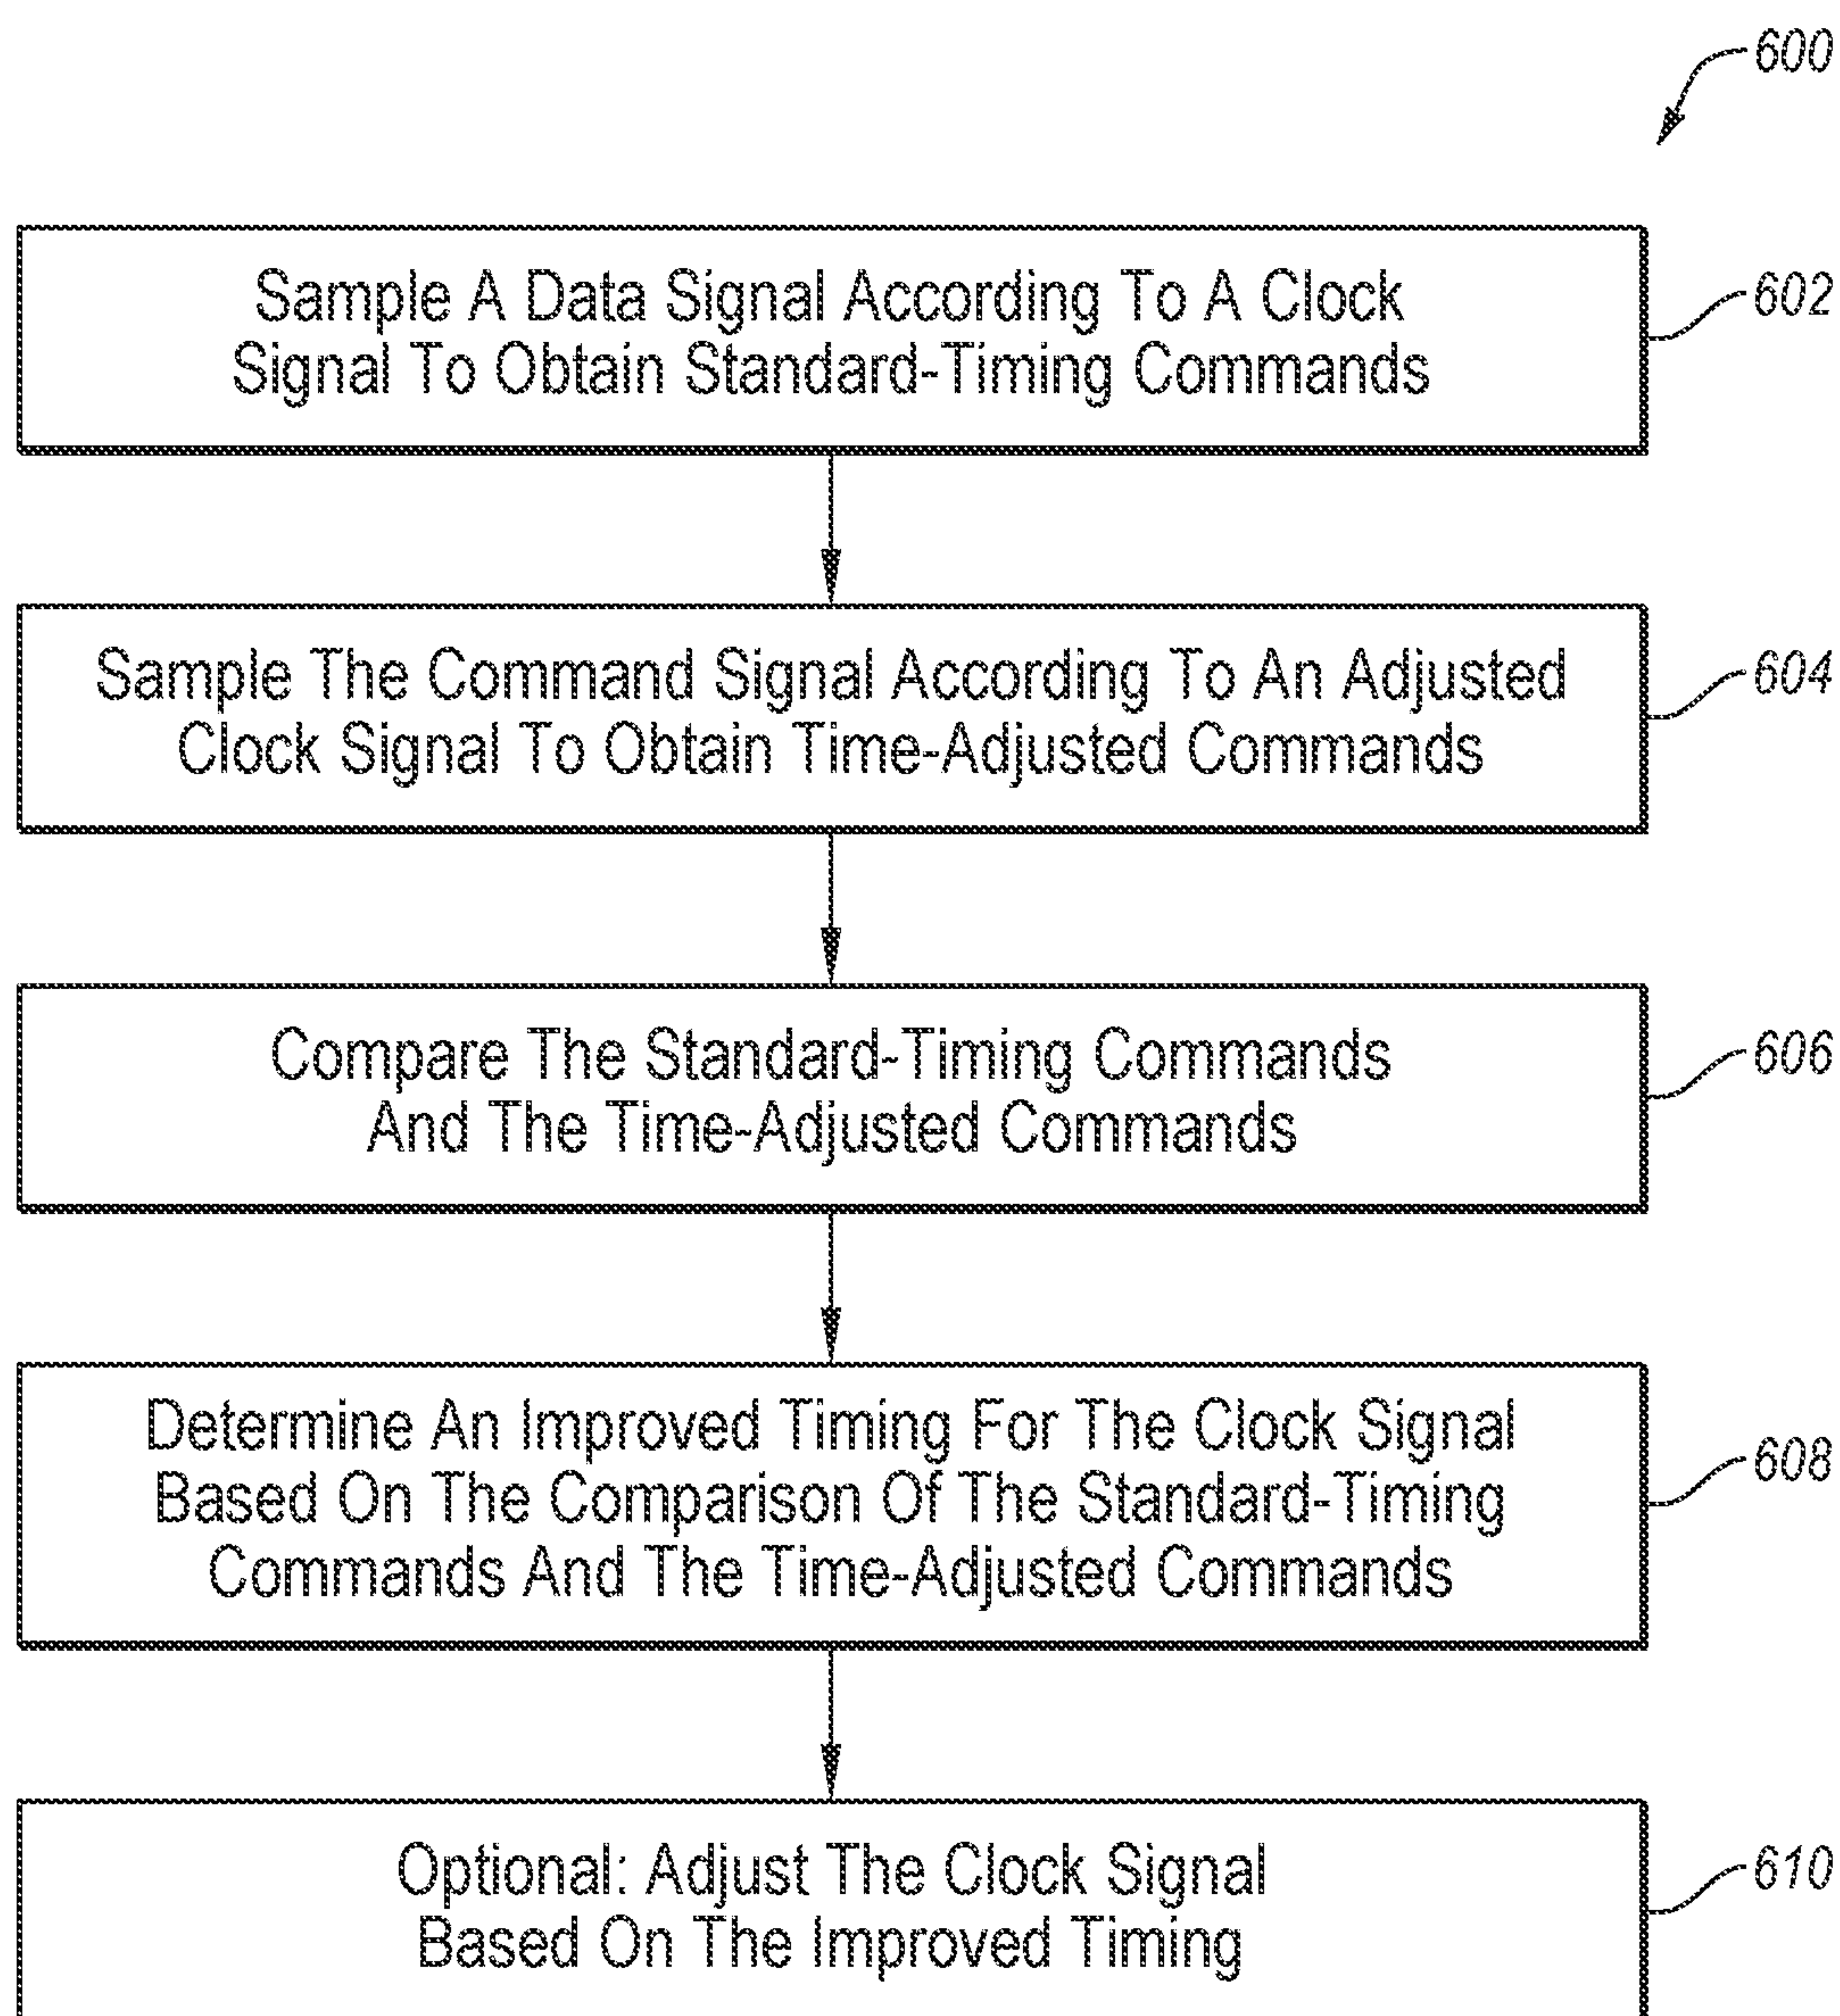 600
Sample A Data Signal According To A Clock
Signal To Obtain Standard-Timing Commands
602
Sample The Command Signal According To An Adjusted
Clock Signal To Obtain Time-Adjusted Commands
604
Compare The Standard-Timing Commands
And The Time-Adjusted Commands
606
Determine An Improved Timing For The Clock Signal
Based On The Comparison Of The Standard-Timing
Commands And The Time-Adjusted Commands
608
Optional: Adjust The Clock Signal
Based On The Improved Timing
610